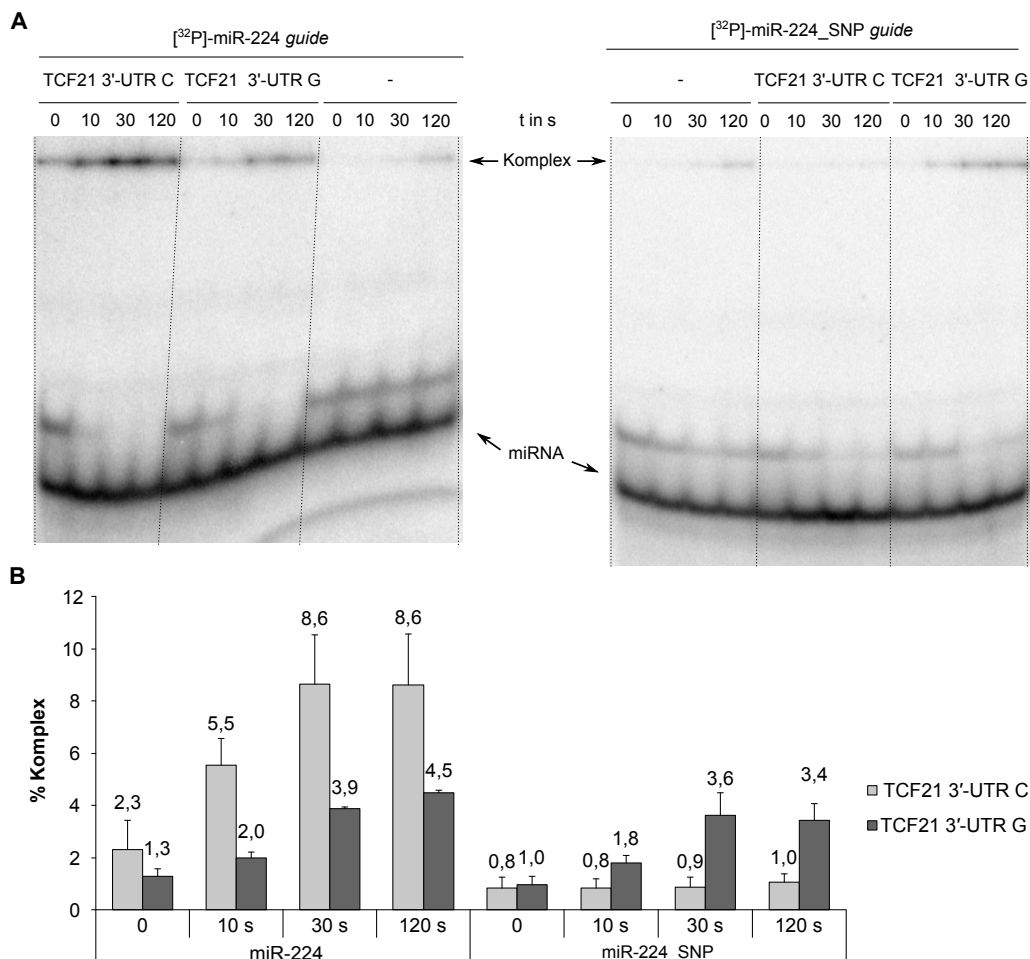 A
[³²P]-miR-224 guide
[³²P]-miR-224_SNP guide
TCF21 3′-UTR C TCF21 3′-UTR G -
- TCF21 3′-UTR C TCF21 3′-UTR G
0 10 30 120 0 10 30 120 0 10 30 120 t in s 0 10 30 120 0 10 30 120 0 10 30 120
Komplex
miRNA
B
% Komplex
12
10
8
6
4
2
0
2,3 1,3 5,5 2,0 8,6 3,9 8,6 4,5 0,8 1,0 0,8 1,8 0,9 3,6 1,0 3,4
TCF21 3′-UTR C
TCF21 3′-UTR G
0 10 s 30 s 120 s 0 10 s 30 s 120 s
miR-224 miR-224_SNP